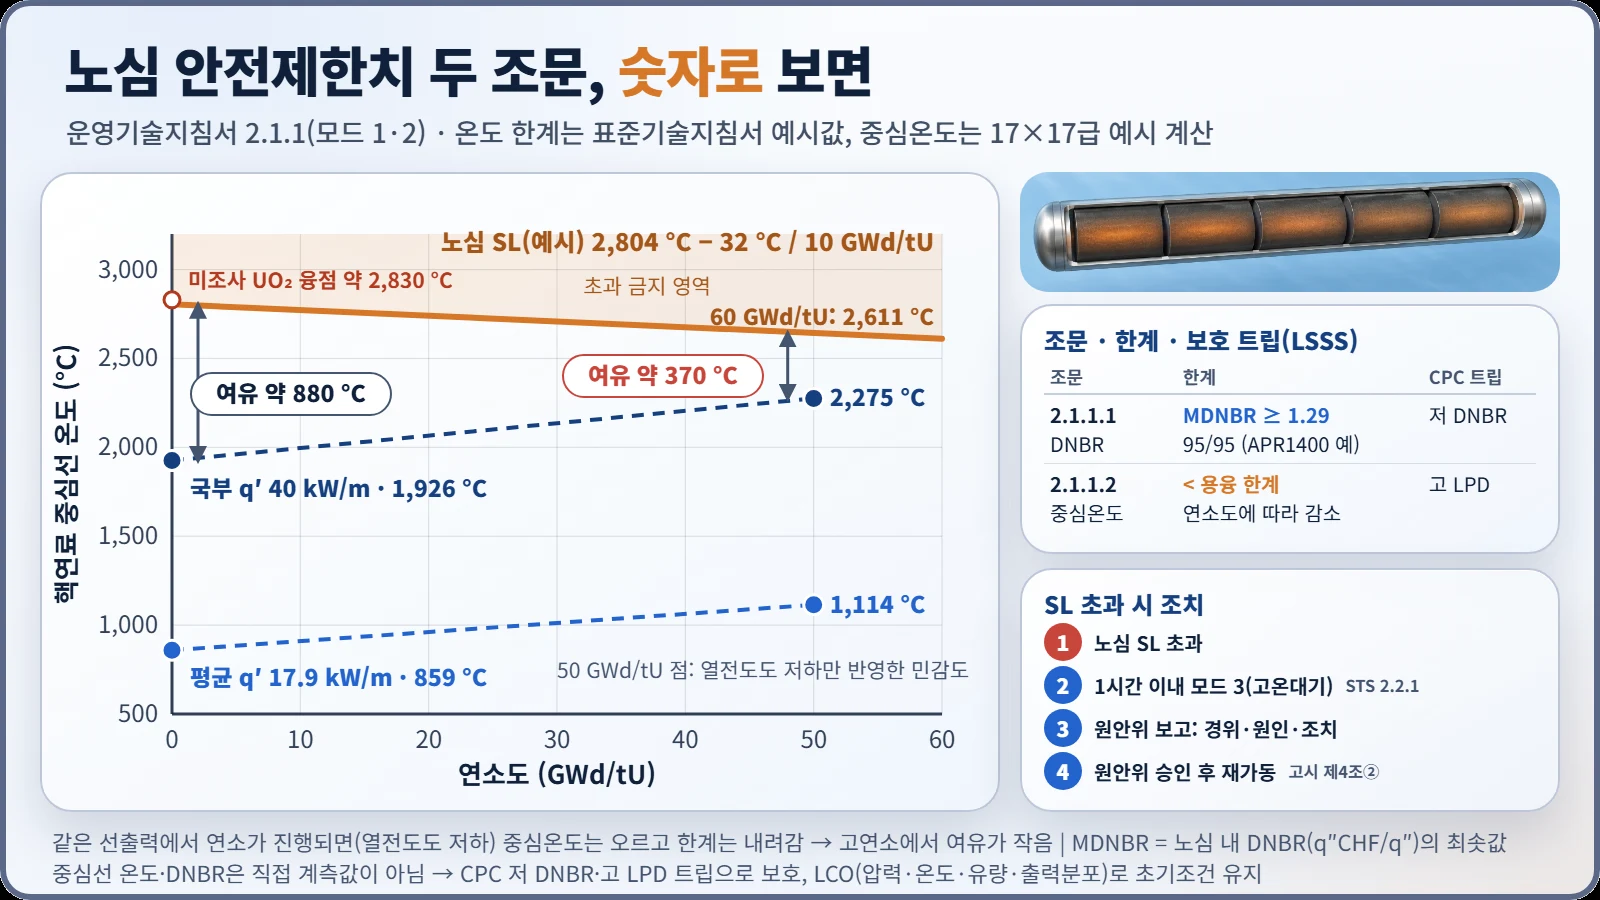 노심 안전제한치 두 조문, 숫자로 보면
운영기술지침서 2.1.1(모드 1·2) · 온도 한계는 표준기술지침서 예시값, 중심온도는 17×17급 예시 계산
노심 SL(예시) 2,804 °C − 32 °C / 10 GWd/tU
미조사 UO₂ 융점 약 2,830 °C
초과 금지 영역
60 GWd/tU: 2,611 °C
여유 약 880 °C
여유 약 370 °C
2,275 °C
국부 q′ 40 kW/m · 1,926 °C
1,114 °C
평균 q′ 17.9 kW/m · 859 °C
50 GWd/tU 점: 열전도도 저하만 반영한 민감도
핵연료 중심선 온도 (°C)
3,000
2,500
2,000
1,500
1,000
500
0 10 20 30 40 50 60
연소도 (GWd/tU)
조문 · 한계 · 보호 트립(LSSS)
조문 한계 CPC 트립
2.1.1.1 MDNBR ≥ 1.29 저 DNBR
DNBR 95/95 (APR1400 예)
2.1.1.2 < 용융 한계 고 LPD
중심온도 연소도에 따라 감소
SL 초과 시 조치
1 노심 SL 초과
2 1시간 이내 모드 3(고온대기) STS 2.2.1
3 원안위 보고: 경위·원인·조치
4 원안위 승인 후 재가동 고시 제4조②
같은 선출력에서 연소가 진행되면(열전도도 저하) 중심온도는 오르고 한계는 내려감 → 고연소에서 여유가 작음 | MDNBR = 노심 내 DNBR(q″CHF/q″)의 최솟값
중심선 온도·DNBR은 직접 계측값이 아님 → CPC 저 DNBR·고 LPD 트립으로 보호, LCO(압력·온도·유량·출력분포)로 초기조건 유지